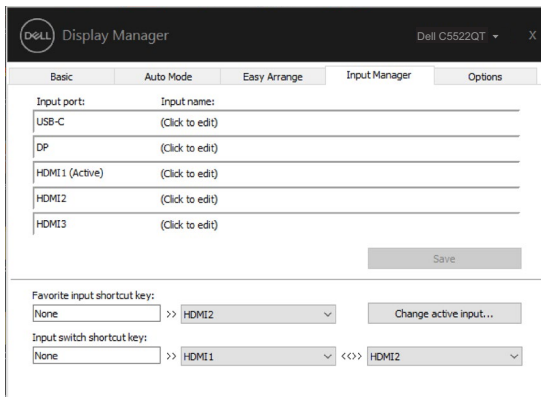 DELL Display Manager Dell C5522QT X
Basic Auto Mode Easy Arrange Input Manager Options
Input port: Input name:
USB-C (Click to edit)
DP (Click to edit)
HDMI1 (Active) (Click to edit)
HDMI2 (Click to edit)
HDMI3 (Click to edit)
Save
Favorite input shortcut key:
None >> HDMI2 Change active input...
Input switch shortcut key:
None >> HDMI1 <<>> HDMI2